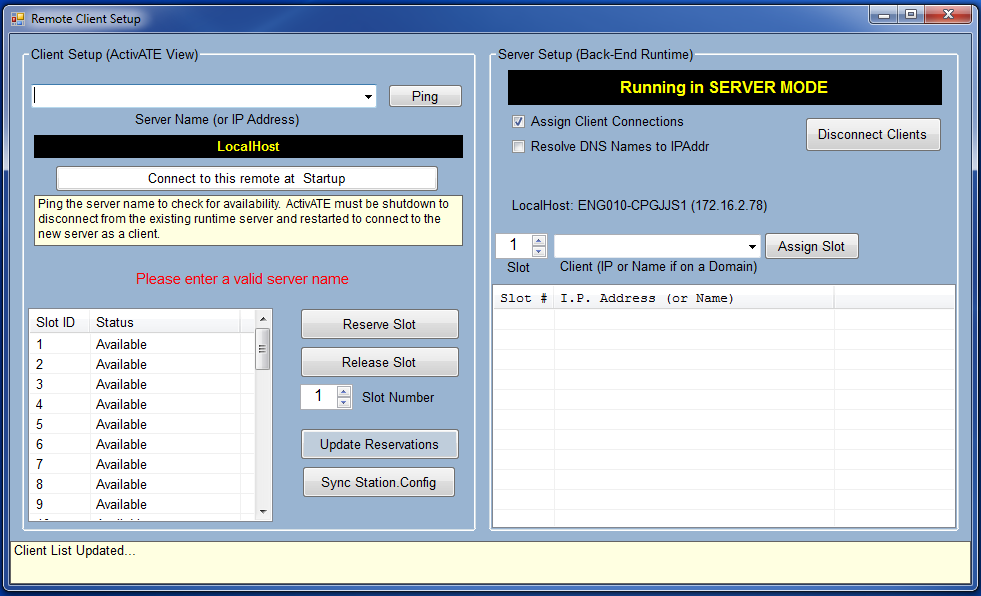 Remote Client Setup
Client Setup (ActivATE View)
Ping
Server Name (or IP Address)
LocalHost
Connect to this remote at Startup
Ping the server name to check for availability. ActivATE must be shutdown to
disconnect from the existing runtime server and restarted to connect to the
new server as a client.
Please enter a valid server name
Slot ID Status
1 Available
2 Available
3 Available
4 Available
5 Available
6 Available
7 Available
8 Available
9 Available
Reserve Slot
Release Slot
1 Slot Number
Update Reservations
Sync Station.Config
Server Setup (Back-End Runtime)
Running in SERVER MODE
Assign Client Connections
Resolve DNS Names to IPAddr
Disconnect Clients
LocalHost: ENG010-CPGJJS1 (172.16.2.78)
1 Assign Slot
Slot Client (IP or Name if on a Domain)
Slot # I.P. Address (or Name)
Client List Updated...